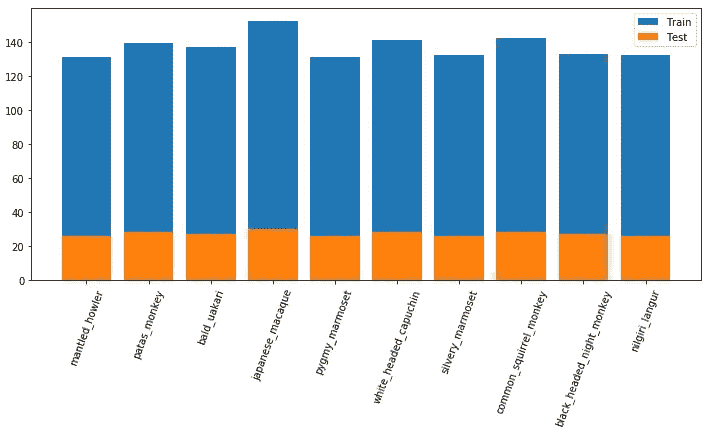 140
120
100
80
60
40
20
0
Train
Test
mantled_howler
patas_monkey
bald_uakari
japanese_macaque
pygmy_marmoset
white_headed_capuchin
silvery_marmoset
common_squirrel_monkey
black_headed_night_monkey
nilgiri_langur